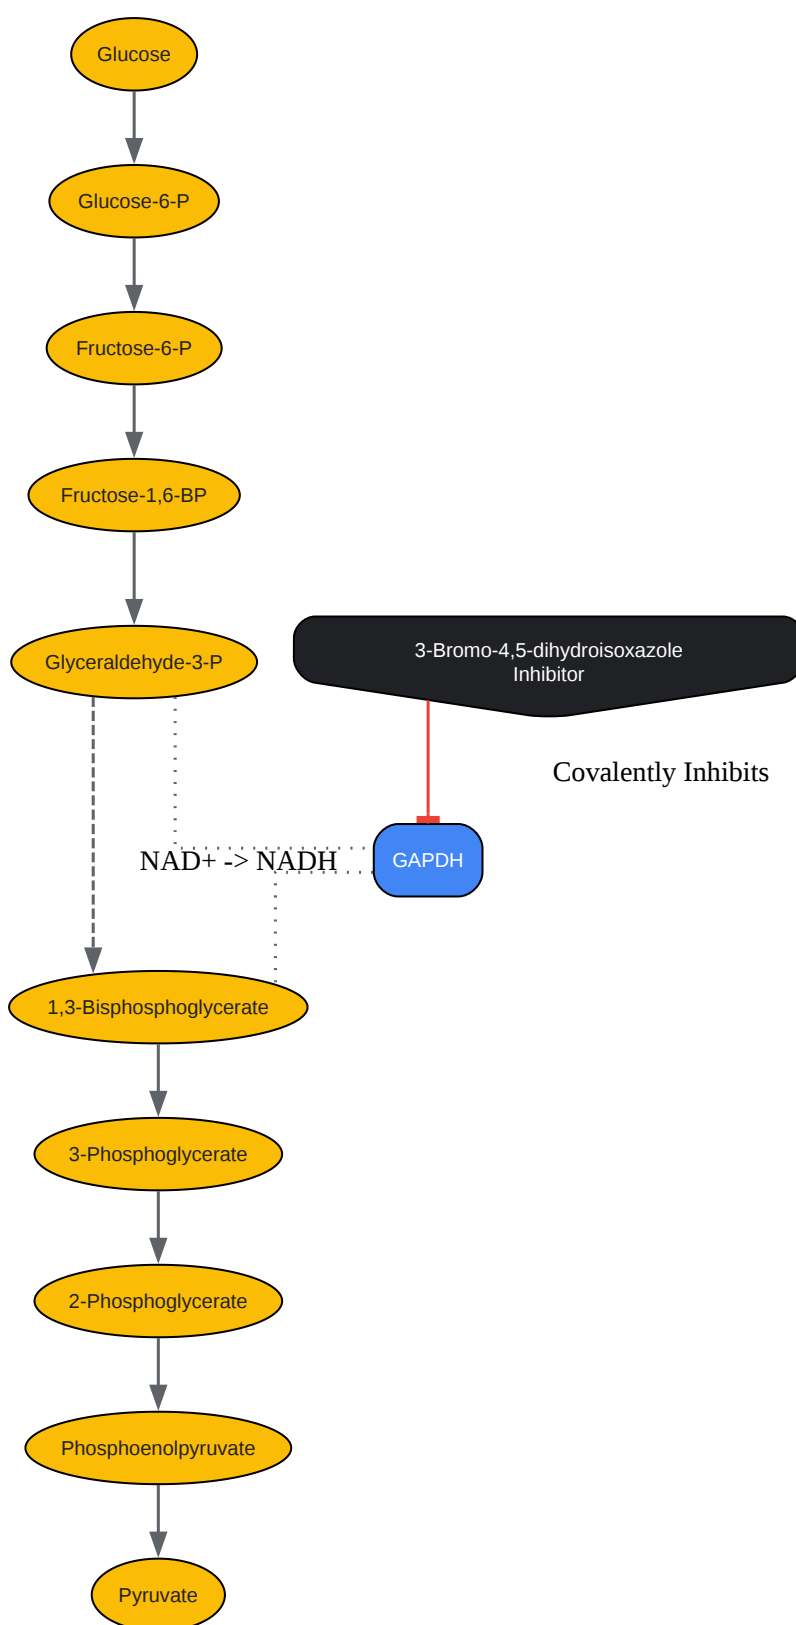 Glucose
Glucose-6-P
Fructose-6-P
Fructose-1,6-BP
Glyceraldehyde-3-P
3-Bromo-4,5-dihydroisoxazole
Inhibitor
Covalently Inhibits
NAD+ -> NADH
GAPDH
1,3-Bisphosphoglycerate
3-Phosphoglycerate
2-Phosphoglycerate
Phosphoenolpyruvate
Pyruvate